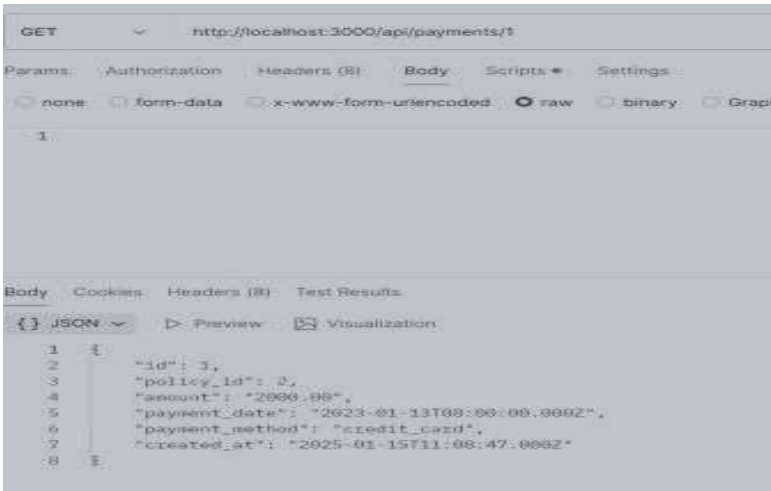 GET http://localhost:3000/api/payments/1
Params Authorization Headers (8) Body Scripts Settings
none form-data x-www-form-urlencoded raw binary Grap
1
Body Cookies Headers (8) Test Results
{} JSON Preview Visualization
1 {
2 "id": 1,
3 "policy_id": 2,
4 "amount": "2000.00",
5 "payment_date": "2023-01-13T08:00:00.000Z",
6 "payment_method": "credit_card",
7 "created_at": "2025-01-15T11:08:47.000Z"
8 }